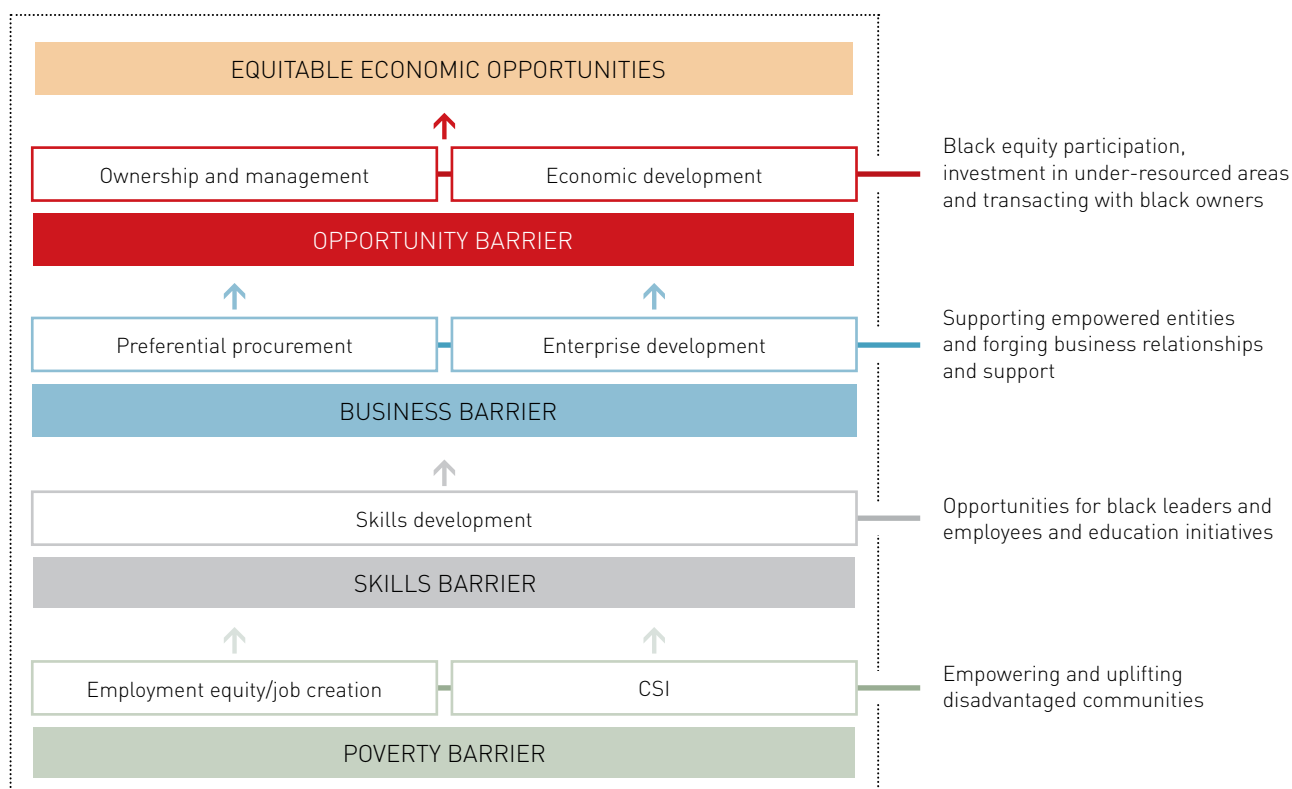 EQUITABLE ECONOMIC OPPORTUNITIES
Ownership and management
Economic development
Black equity participation,
investment in under-resourced areas
and transacting with black owners
OPPORTUNITY BARRIER
Preferential procurement
Enterprise development
Supporting empowered entities
and forging business relationships
and support
BUSINESS BARRIER
Skills development
Opportunities for black leaders and
employees and education initiatives
SKILLS BARRIER
Employment equity/job creation
CSI
Empowering and uplifting
disadvantaged communities
POVERTY BARRIER